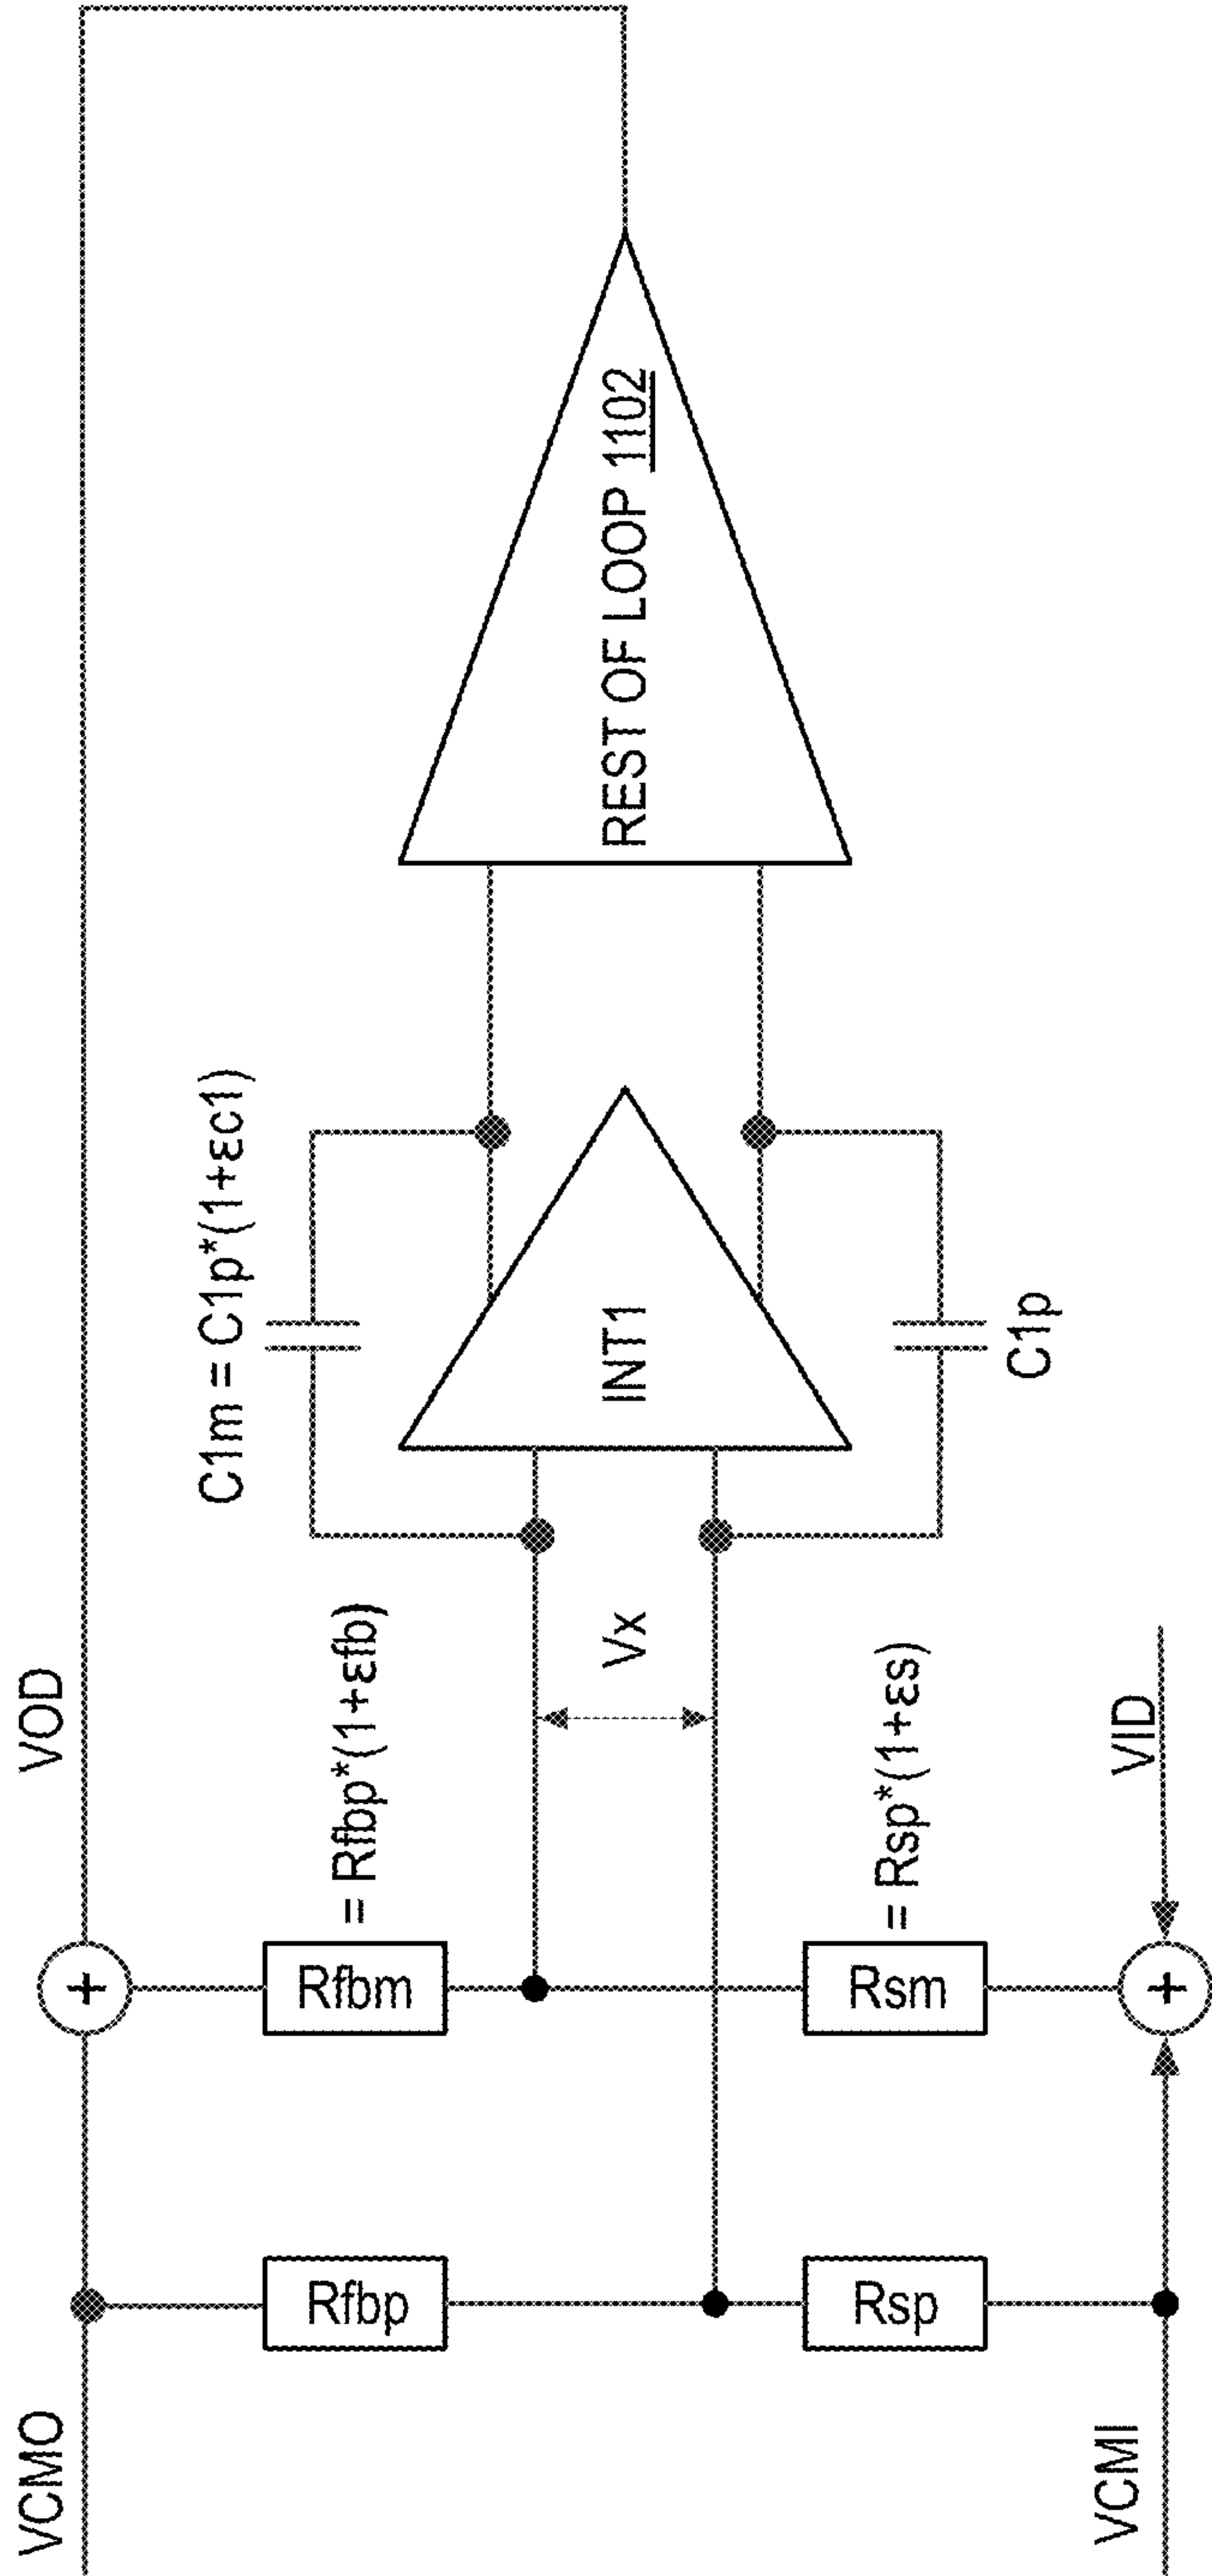 VCMO
VOD
Rfbp
Rfbm
= Rfbp*(1+εfb)
C1m = C1p*(1+εc1)
Vx
INT1
REST OF LOOP 1102
Rsp
Rsm
= Rsp*(1+εs)
C1p
VCMI
VID
+
+